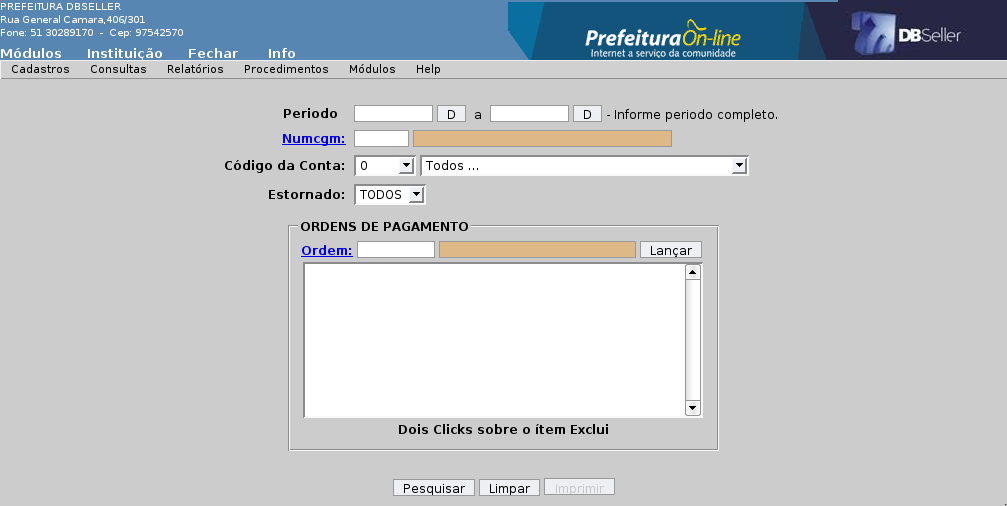 PREFEITURA DBSELLER
Rua General Camara,406/301
Fone: 51 30289170 - Cep: 97542570
Módulos Instituição Fechar Info
Prefeitura On-line
Internet a serviço da comunidade
DBSeller
Cadastros Consultas Relatórios Procedimentos Módulos Help
Periodo D a D - Informe periodo completo.
Numcgm:
Código da Conta: 0 Todos ...
Estornado: TODOS
ORDENS DE PAGAMENTO
Ordem: Lançar
Dois Clicks sobre o ítem Exclui
Pesquisar Limpar Imprimir